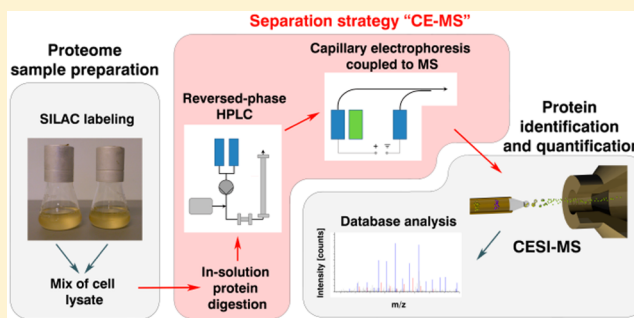 Separation strategy "CE-MS"
Proteome
sample preparation
SILAC labeling
Mix of cell
lysate
In-solution
protein
digestion
Reversed-phase
HPLC
Capillary electrophoresis
coupled to MS
+
Protein
identification
and quantification
CESI-MS
Database analysis
Intensity [counts]
m/z